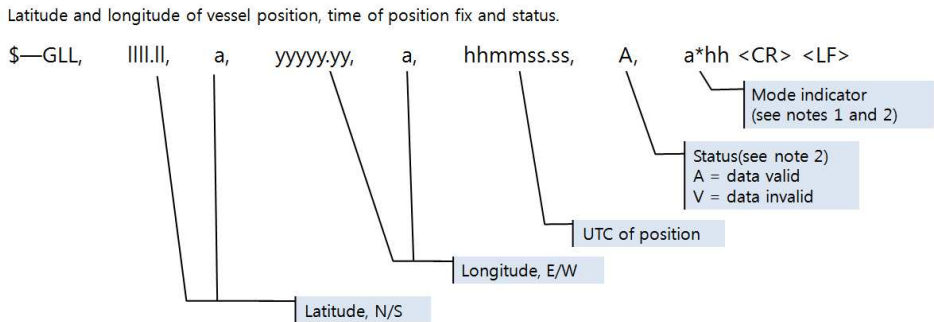 Latitude and longitude of vessel position, time of position fix and status.
$—GLL, llll.ll, a, yyyyy.yy, a, hhmmss.ss, A, a*hh <CR> <LF>
Mode indicator
(see notes 1 and 2)
Status(see note 2)
A = data valid
V = data invalid
UTC of position
Longitude, E/W
Latitude, N/S